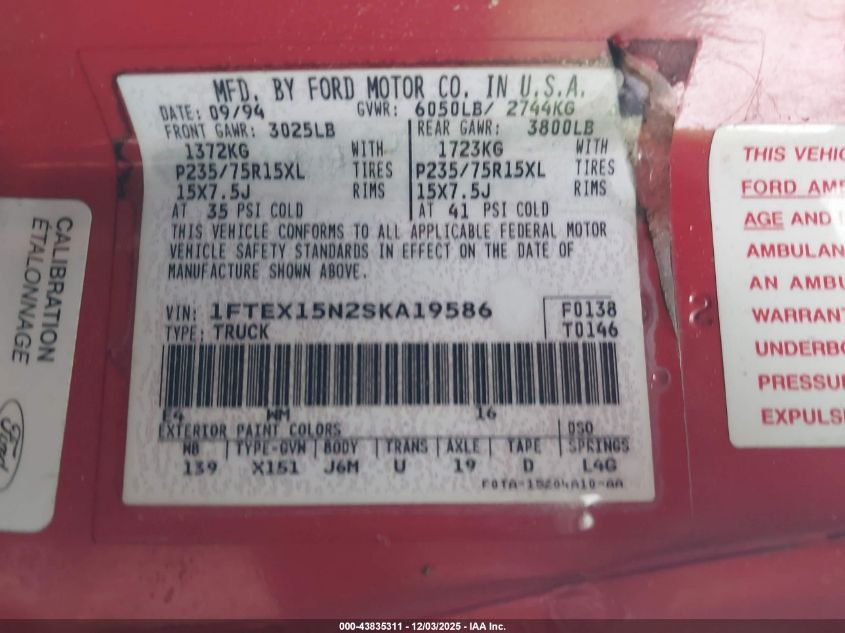 MFD. BY FORD MOTOR CO. IN U.S.A.
DATE: 09/94 GVWR: 6050LB/ 2744KG
FRONT GAWR: 3025LB REAR GAWR: 3800LB
1372KG WITH 1723KG WITH
P235/75R15XL TIRES P235/75R15XL TIRES
15X7.5J RIMS 15X7.5J RIMS
AT 35 PSI COLD AT 41 PSI COLD
THIS VEHICLE CONFORMS TO ALL APPLICABLE FEDERAL MOTOR
VEHICLE SAFETY STANDARDS IN EFFECT ON THE DATE OF
MANUFACTURE SHOWN ABOVE.
VIN: 1FTEX15N2SKA19586 F0138
TYPE: TRUCK T0146
E4 WM 16
EXTERIOR PAINT COLORS DSO
WB TYPE-GVW BODY TRANS AXLE TAPE SPRINGS
139 X151 J6M U 19 D L4G
F0TA-15204A10-AA
CALIBRATION
ÉTALONNAGE
Ford
2
THIS VEHIC
FORD AM
AGE AND
AMBULAN
AN AMBU
WARRANT
UNDERBO
PRESSU
EXPULS
000-43835311 - 12/03/2025 - IAA Inc.